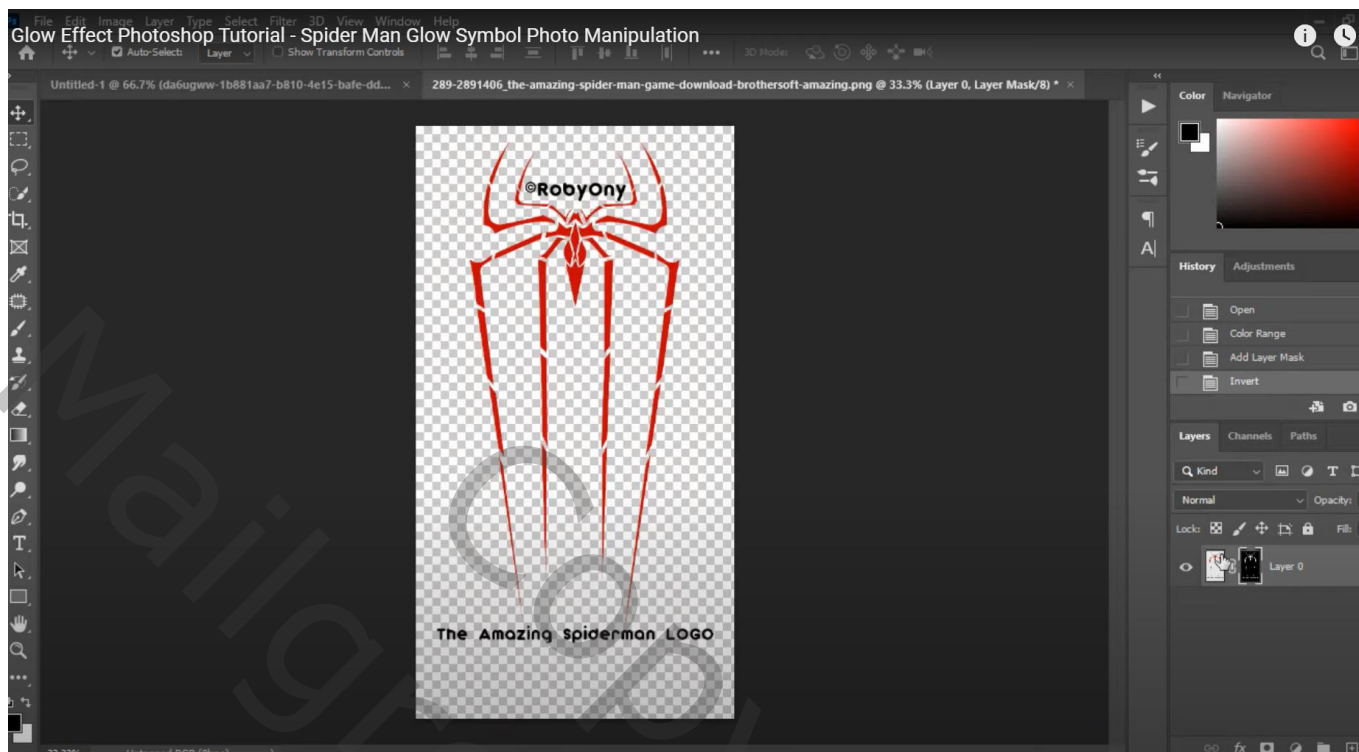 File Edit Image Layer Type Select Filter 3D View Window Help
Glow Effect Photoshop Tutorial - Spider Man Glow Symbol Photo Manipulation
Auto-Select: Layer Show Transform Controls 3D Mode:
Untitled-1 @ 66.7% (da6ugww-1b881aa7-b810-4e15-bafe-dd... ×
289-2891406_the-amazing-spider-man-game-download-brothersoft-amazing.png @ 33.3% (Layer 0, Layer Mask/8) * ×
Color Navigator
©RobyOny
History Adjustments
Open
Color Range
Add Layer Mask
Invert
Layers Channels Paths
Kind
Normal Opacity:
Lock: Fill:
Layer 0
The Amazing Spiderman LOGO